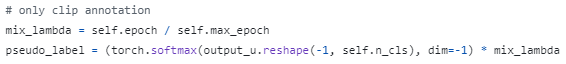 # only clip annotation
mix_lambda = self.epoch / self.max_epoch
pseudo_label = (torch.softmax(output_u.reshape(-1, self.n_cls), dim=-1) * mix_lambda